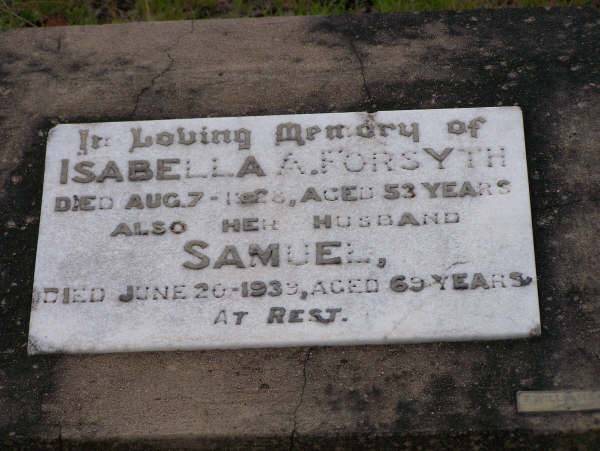 In Loving Memory of
ISABELLA A. FORSYTH
DIED AUG. 7 - AGED 53 YEARS
ALSO HER HUSBAND
SAMUEL,
DIED JUNE 20-1939, AGED 69 YEARS
AT REST.